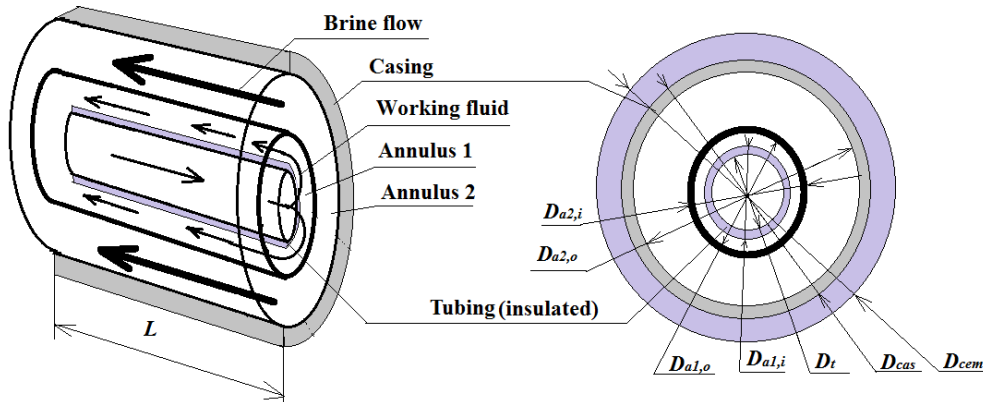 Brine flow
Casing
Working fluid
Annulus 1
Annulus 2
Tubing (insulated)
L
Da2,i
Da2,o
Da1,o
Da1,i
Dt
Dcas
Dcem